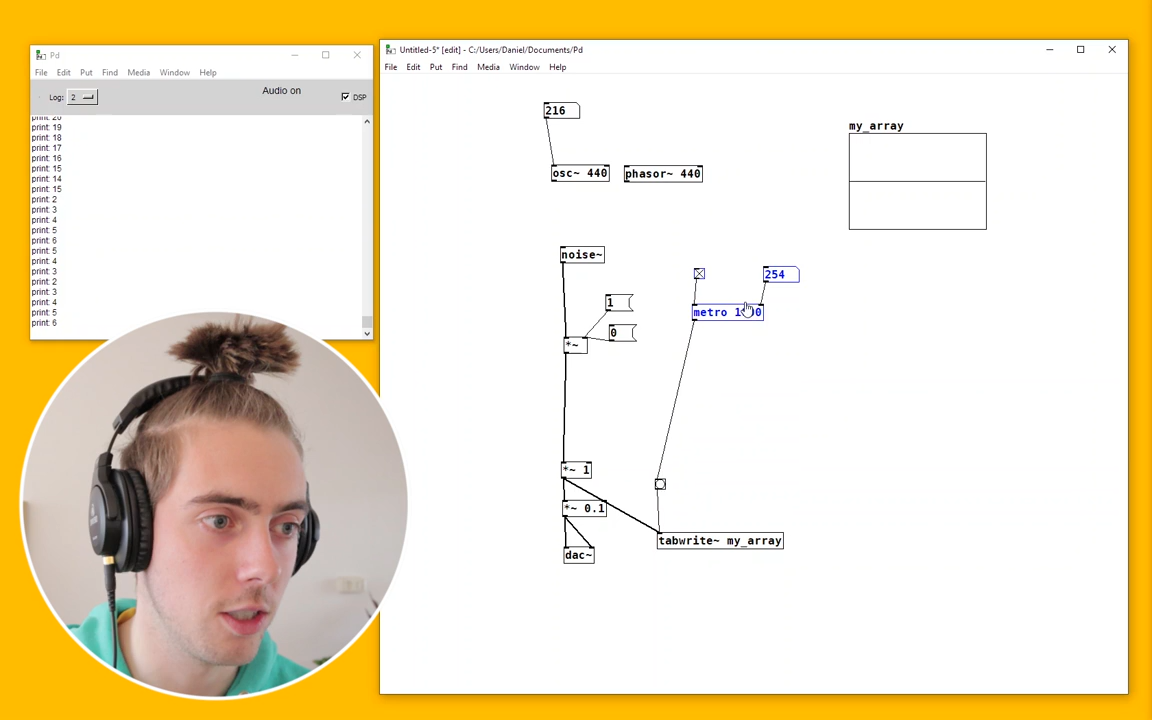 Pd
File Edit Put Find Media Window Help
Log: 2
Audio on
DSP
print: 20
print: 19
print: 18
print: 17
print: 16
print: 15
print: 14
print: 15
print: 2
print: 3
print: 4
print: 5
print: 6
print: 5
print: 4
print: 3
print: 2
print: 3
print: 4
print: 5
print: 6
Untitled-5* [edit] - C:/Users/Daniel/Documents/Pd
File Edit Put Find Media Window Help
216
my_array
osc~ 440
phasor~ 440
noise~
254
1
metro
0
*~
*~ 1
*~ 0.1
tabwrite~ my_array
dac~